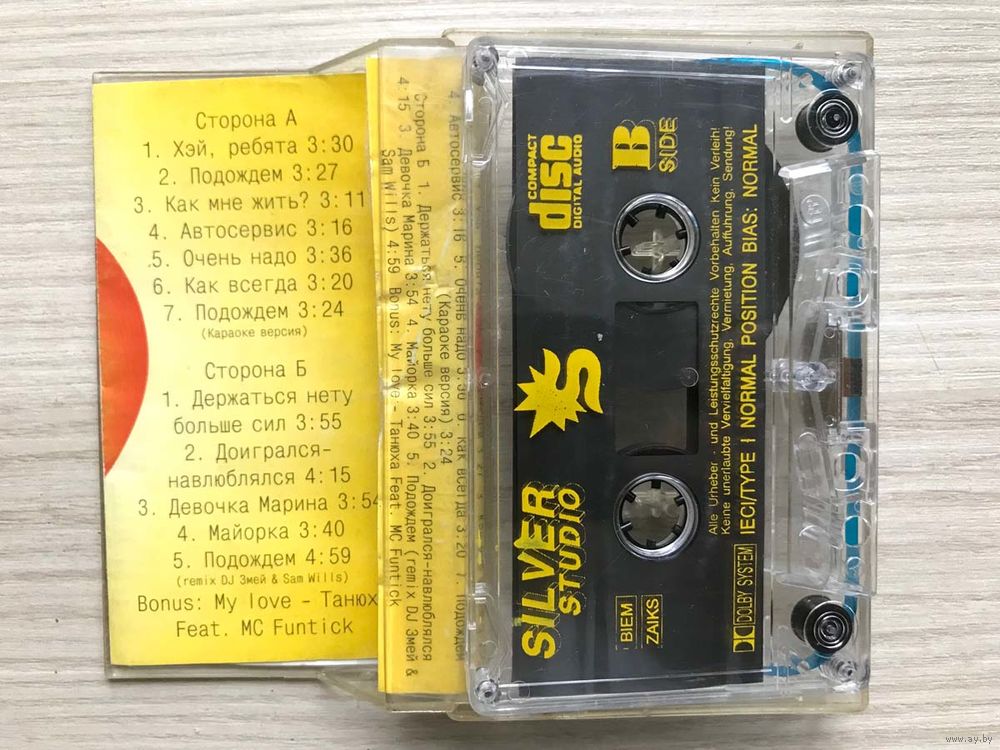 Сторона А
1. Хэй, ребята 3:30
2. Подождем 3:27
3. Как мне жить? 3:11
4. Автосервис 3:16
5. Очень надо 3:36
6. Как всегда 3:20
7. Подождем 3:24
(Караоке версия)
Сторона Б
1. Держаться нету
больше сил 3:55
2. Доигрался-
навлюблялся 4:15
3. Девочка Марина 3:54
4. Майорка 3:40
5. Подождем 4:59
(remix DJ Змей & Sam Wills)
Bonus: My love - Танюх
Feat. MC Funtick
4. Автосервис 3:16 5. Очень надо 3:36 6. Как всегда 3:20 7. Подождем
(Караоке версия) 3:24
Сторона Б 1. Держаться нету больше сил 3:55 2. Доигрался-навлюблялся
4:15 3. Девочка Марина 3:54 4. Майорка 3:40 5. Подождем (remix DJ Змей &
Sam Wills) 4:59 Bonus: My love - Танюха Feat. MC Funtick
SILVER
STUDIO
S
COMPACT
disc
DIGITAL AUDIO
B
SIDE
BIEM
ZAIKS
Alle Urheber - und Leistungsschutzrechte Vorbehalten Kein Verleih!
Keine unerlaubte Vervielfaltigung, Vermietung, Auffuhrung, Sendung!
DOLBY SYSTEM IECI/TYPE I NORMAL POSITION BIAS: NORMAL
www.ay.by